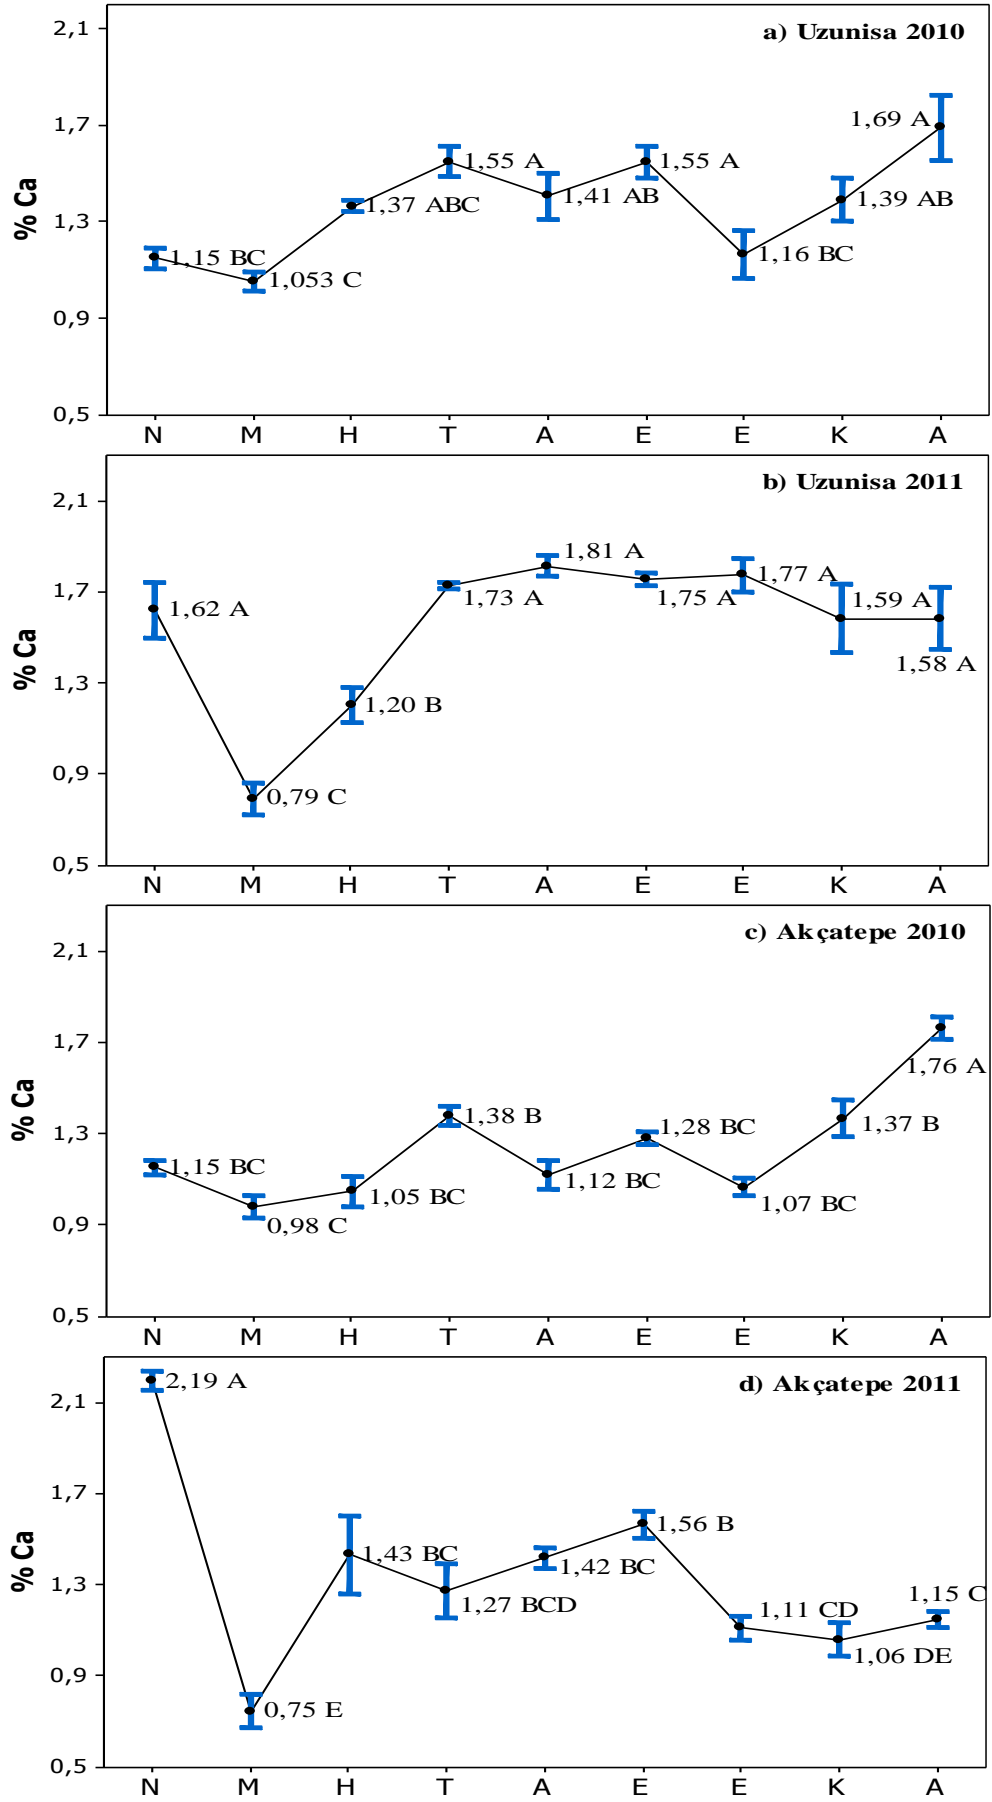 a) Uzunisa 2010
% Ca
2,1
1,7
1,3
0,9
0,5
1,15 BC
1,053 C
1,37 ABC
1,55 A
1,41 AB
1,55 A
1,16 BC
1,39 AB
1,69 A
N M H T A E E K A
b) Uzunisa 2011
% Ca
2,1
1,7
1,3
0,9
0,5
1,62 A
0,79 C
1,20 B
1,73 A
1,81 A
1,75 A
1,77 A
1,59 A
1,58 A
N M H T A E E K A
c) Akçatepe 2010
% Ca
2,1
1,7
1,3
0,9
0,5
1,15 BC
0,98 C
1,05 BC
1,38 B
1,12 BC
1,28 BC
1,07 BC
1,37 B
1,76 A
N M H T A E E K A
d) Akçatepe 2011
% Ca
2,1
1,7
1,3
0,9
0,5
2,19 A
0,75 E
1,43 BC
1,27 BCD
1,42 BC
1,56 B
1,11 CD
1,06 DE
1,15 C
N M H T A E E K A